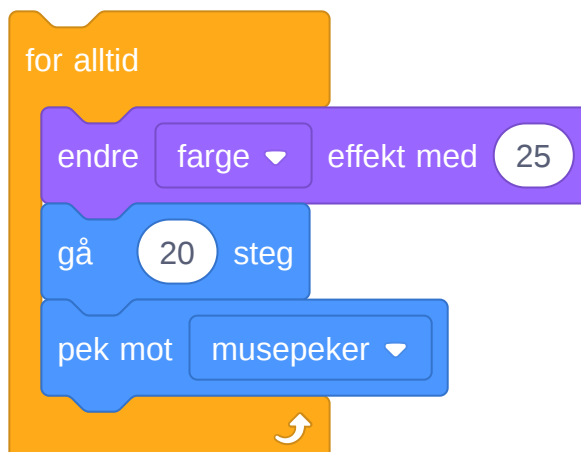 for alltid
endre farge effekt med 25
gå 20 steg
pek mot musepeker